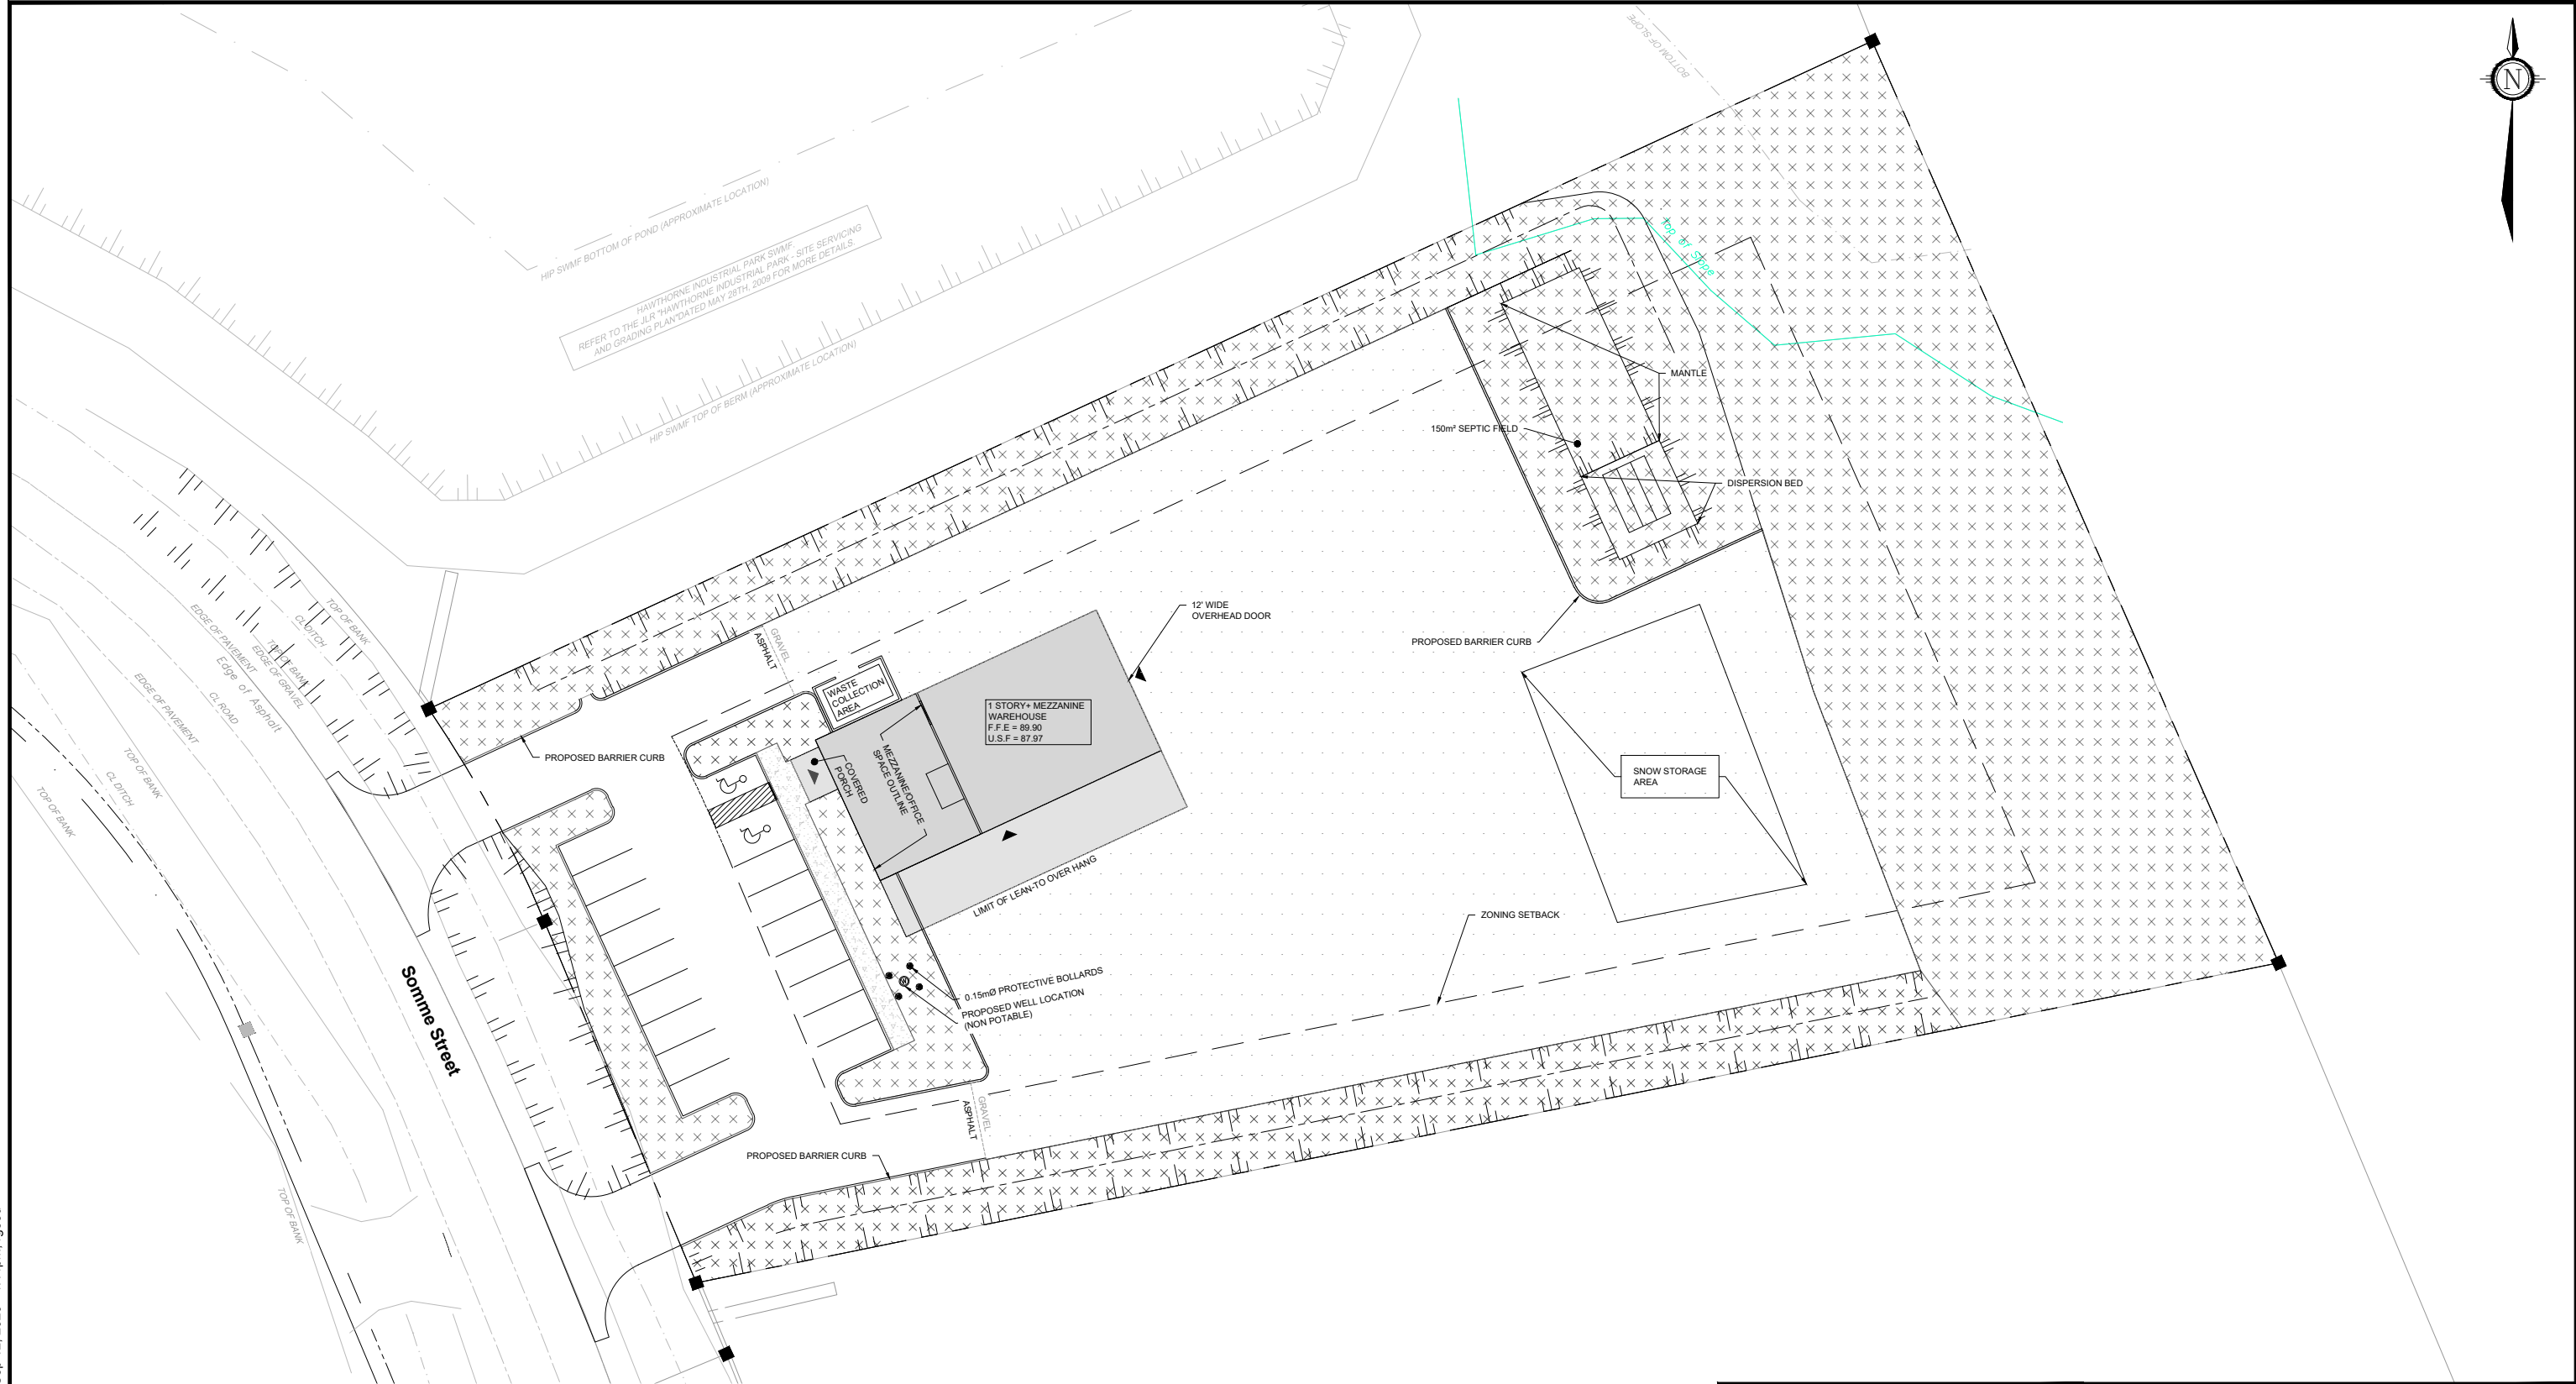 N
BOTTOM OF SLOPE
Top of Slope
HIP SWMF BOTTOM OF POND (APPROXIMATE LOCATION)
HAWTHORNE INDUSTRIAL PARK SWMF.
REFER TO THE JLR "HAWTHORNE INDUSTRIAL PARK - SITE SERVICING
AND GRADING PLAN"DATED MAY 28TH, 2009 FOR MORE DETAILS.
HIP SWMF TOP OF BERM (APPROXIMATE LOCATION)
MANTLE
150m² SEPTIC FIELD
DISPERSION BED
12' WIDE
OVERHEAD DOOR
PROPOSED BARRIER CURB
TOP OF BANK
CL DITCH
TOP OF BANK
EDGE OF GRAVEL
EDGE OF PAVEMENT
Edge of Asphalt
CL ROAD
EDGE OF PAVEMENT
TOP OF BANK
CL DITCH
TOP OF BANK
GRAVEL
ASPHALT
WASTE
COLLECTION
AREA
1 STORY+ MEZZANINE
WAREHOUSE
F.F.E = 89.90
U.S.F = 87.97
MEZZANINE/OFFICE
SPACE OUTLINE
COVERED
PORCH
PROPOSED BARRIER CURB
SNOW STORAGE
AREA
LIMIT OF LEAN-TO OVER HANG
ZONING SETBACK
0.15mØ PROTECTIVE BOLLARDS
PROPOSED WELL LOCATION
(NON POTABLE)
Somme Street
GRAVEL
ASPHALT
PROPOSED BARRIER CURB
TOP OF BANK